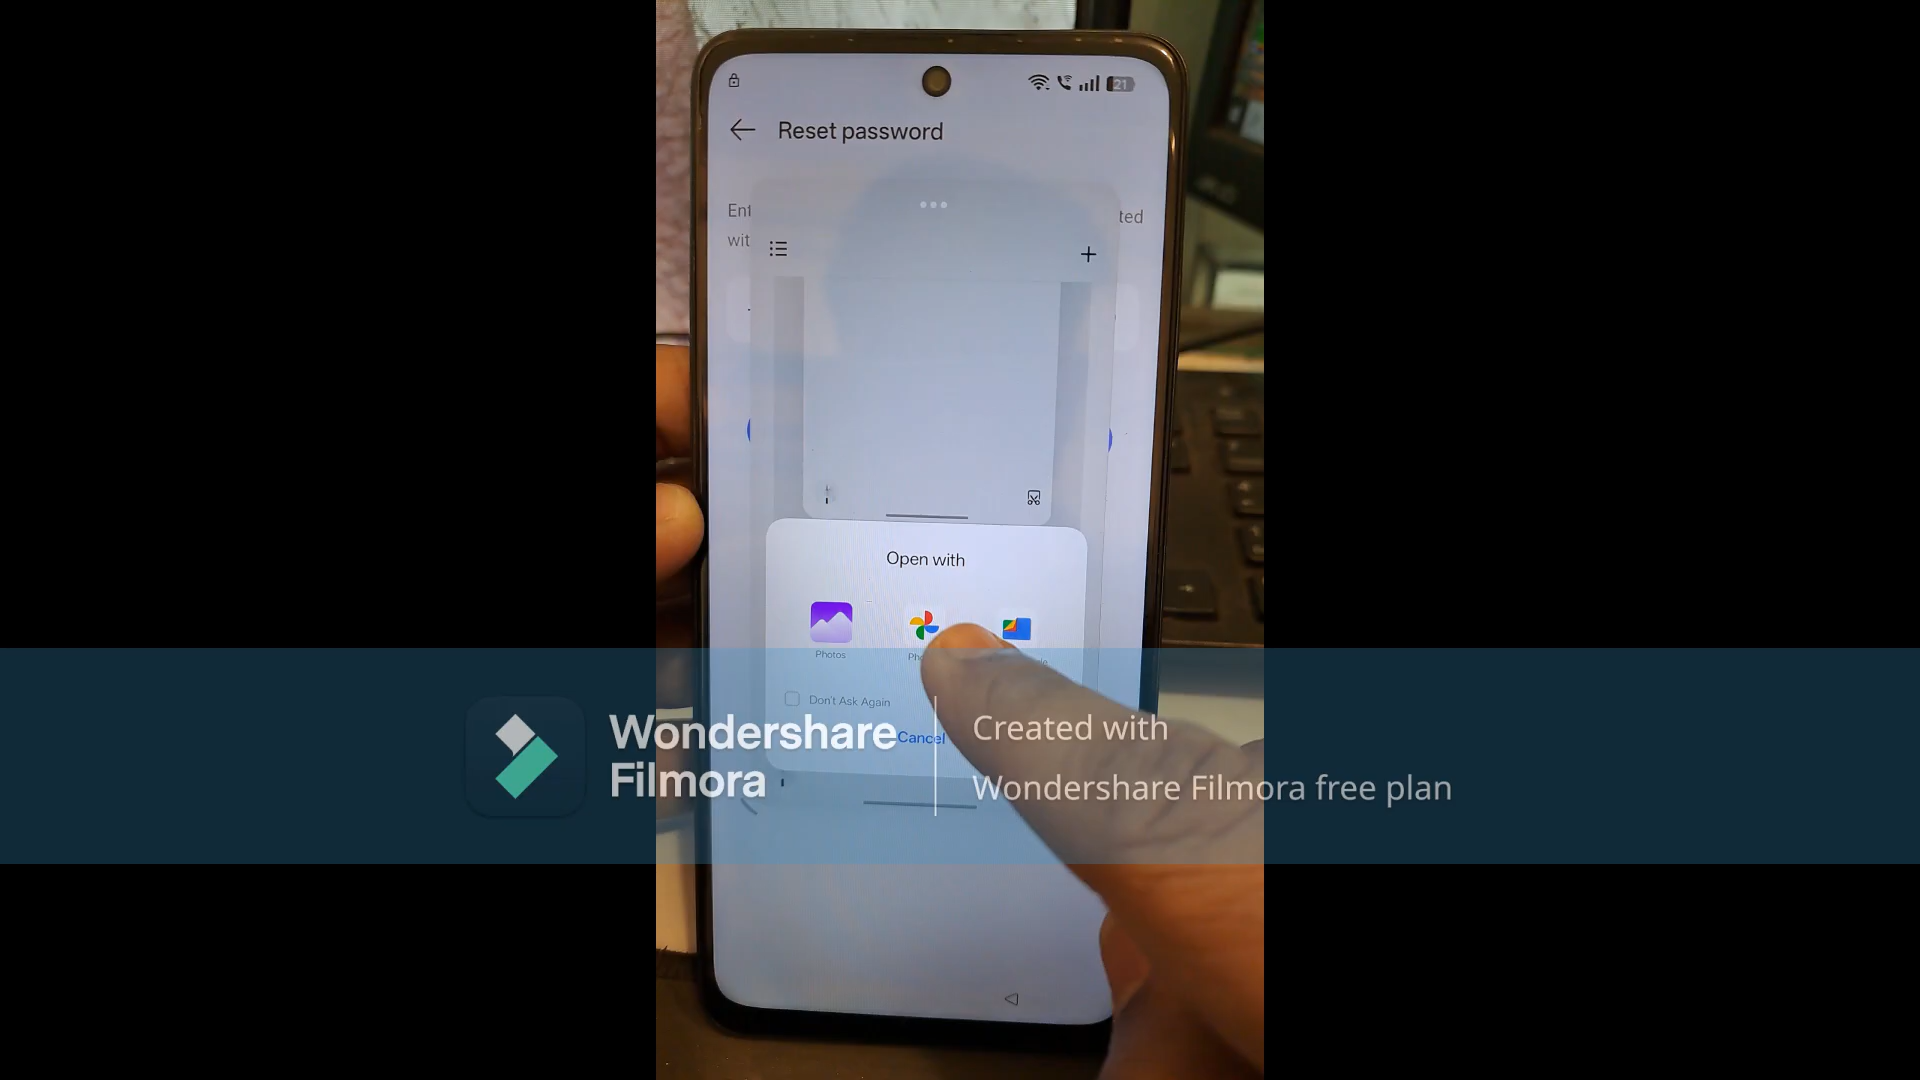 21
Reset password
Ent
ted
wit
Open with
Photos
Don't Ask Again
Cancel
Wondershare
Filmora
Created with
Wondershare Filmora free plan